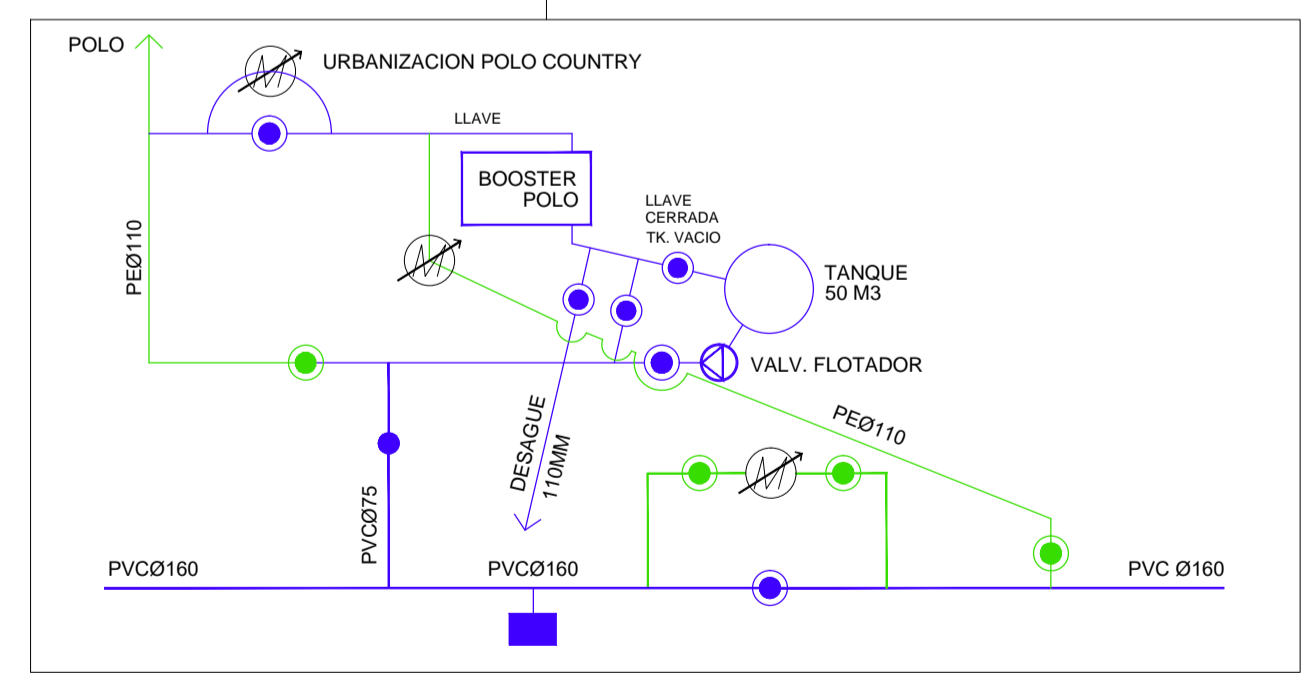 POLO
URBANIZACION POLO COUNTRY
LLAVE
BOOSTER
POLO
LLAVE
CERRADA
TK. VACIO
TANQUE
50 M3
PEØ110
VALV. FLOTADOR
PEØ110
DESAGUE
110MM
PVCØ75
PVCØ160
PVCØ160
PVC Ø160